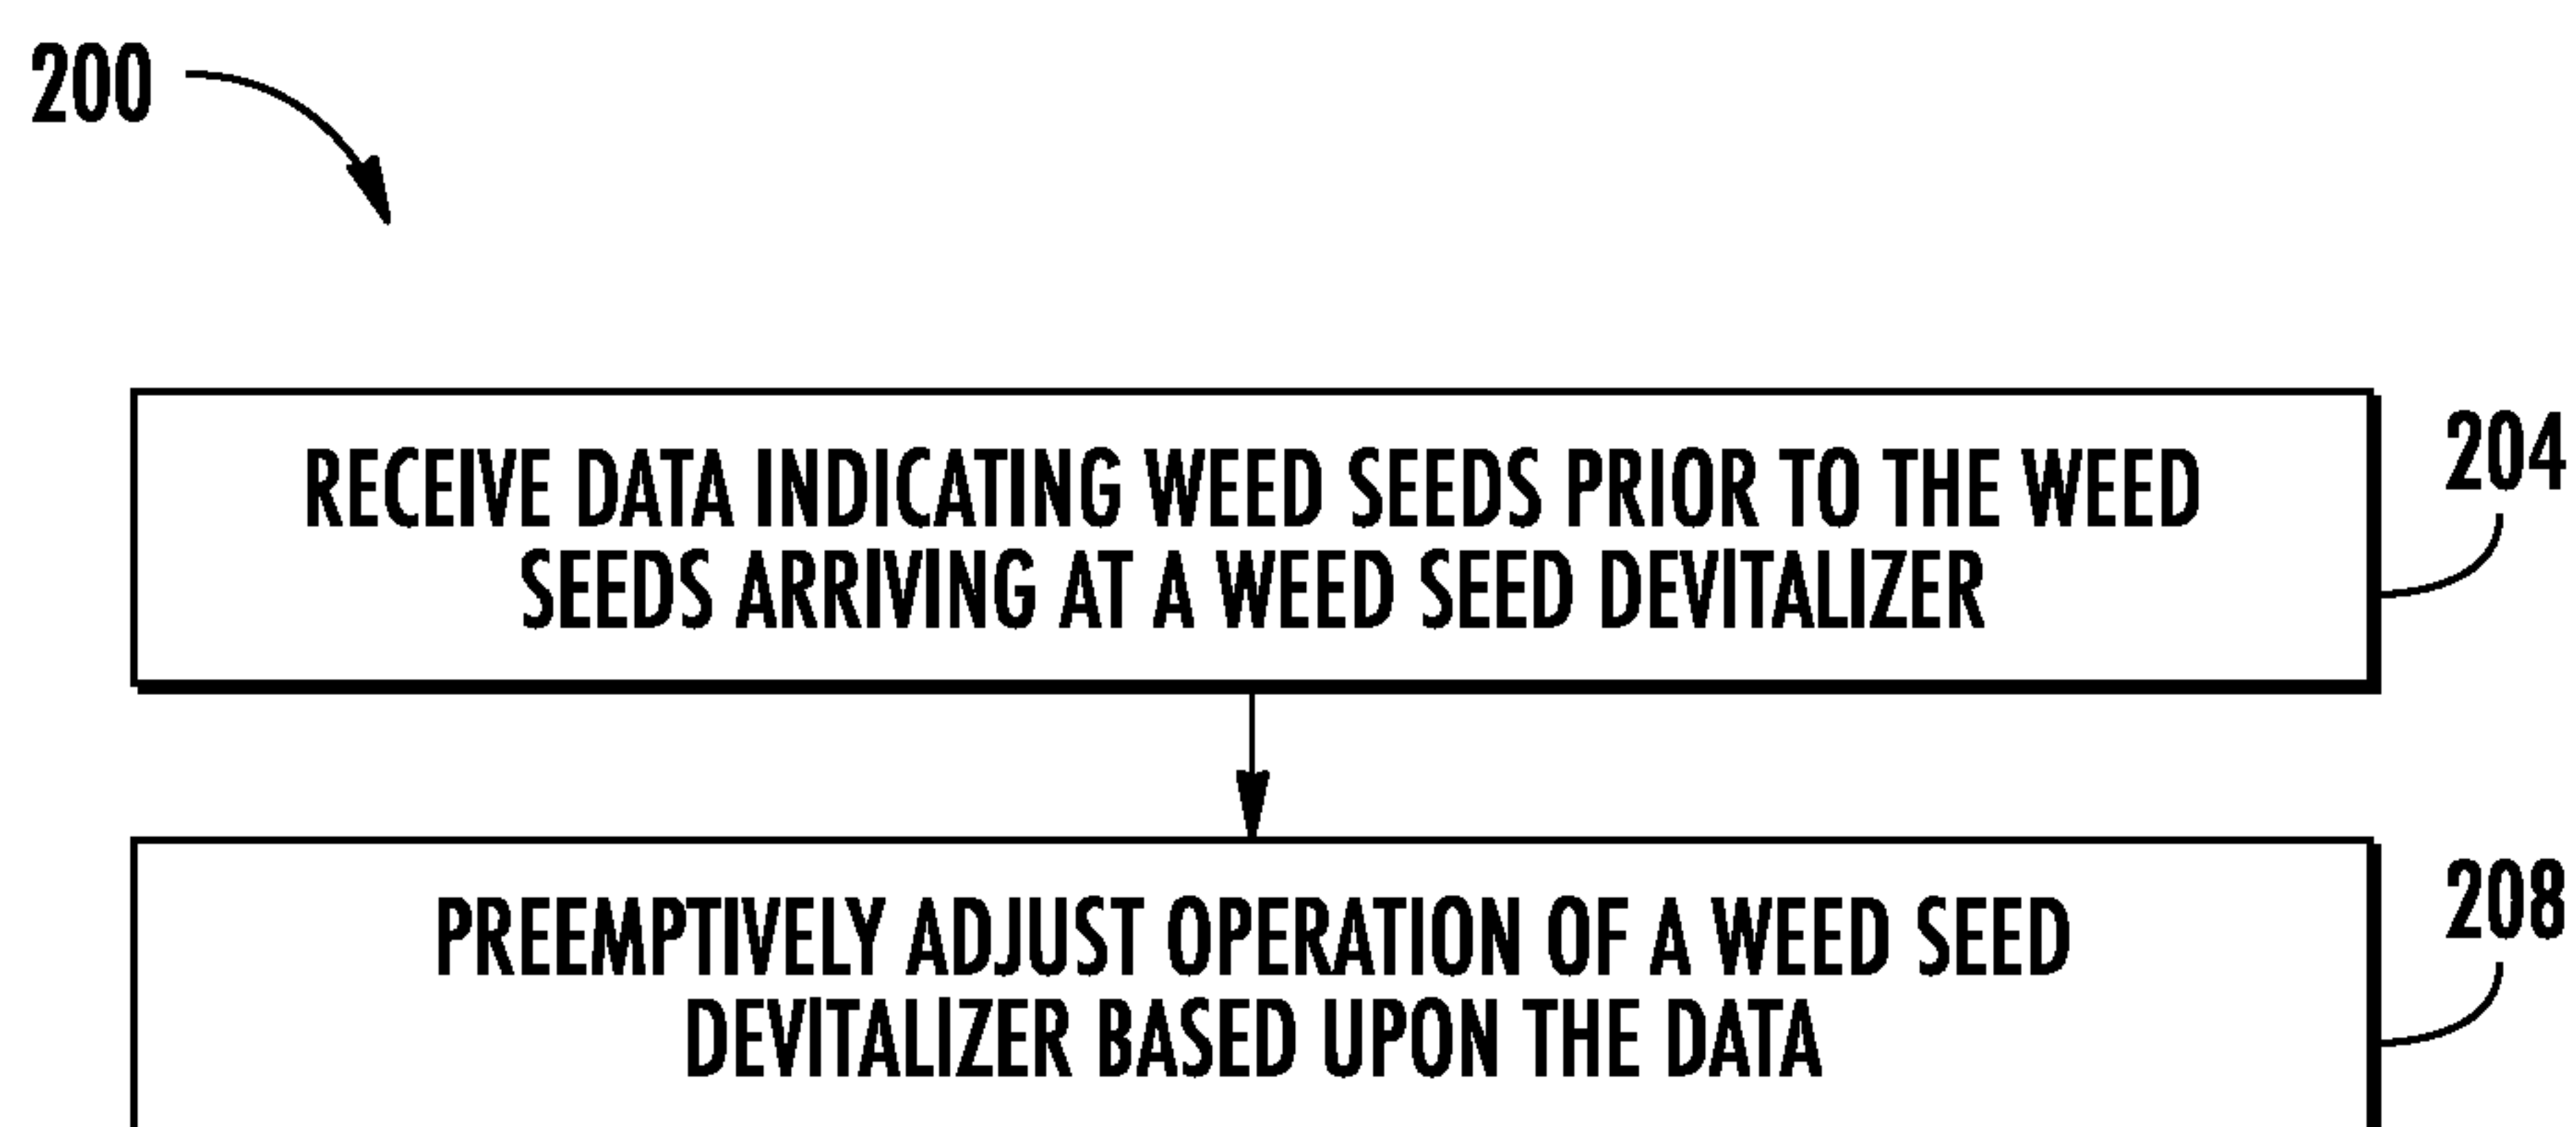 200
RECEIVE DATA INDICATING WEED SEEDS PRIOR TO THE WEED
SEEDS ARRIVING AT A WEED SEED DEVITALIZER
204
PREEMPTIVELY ADJUST OPERATION OF A WEED SEED
DEVITALIZER BASED UPON THE DATA
208